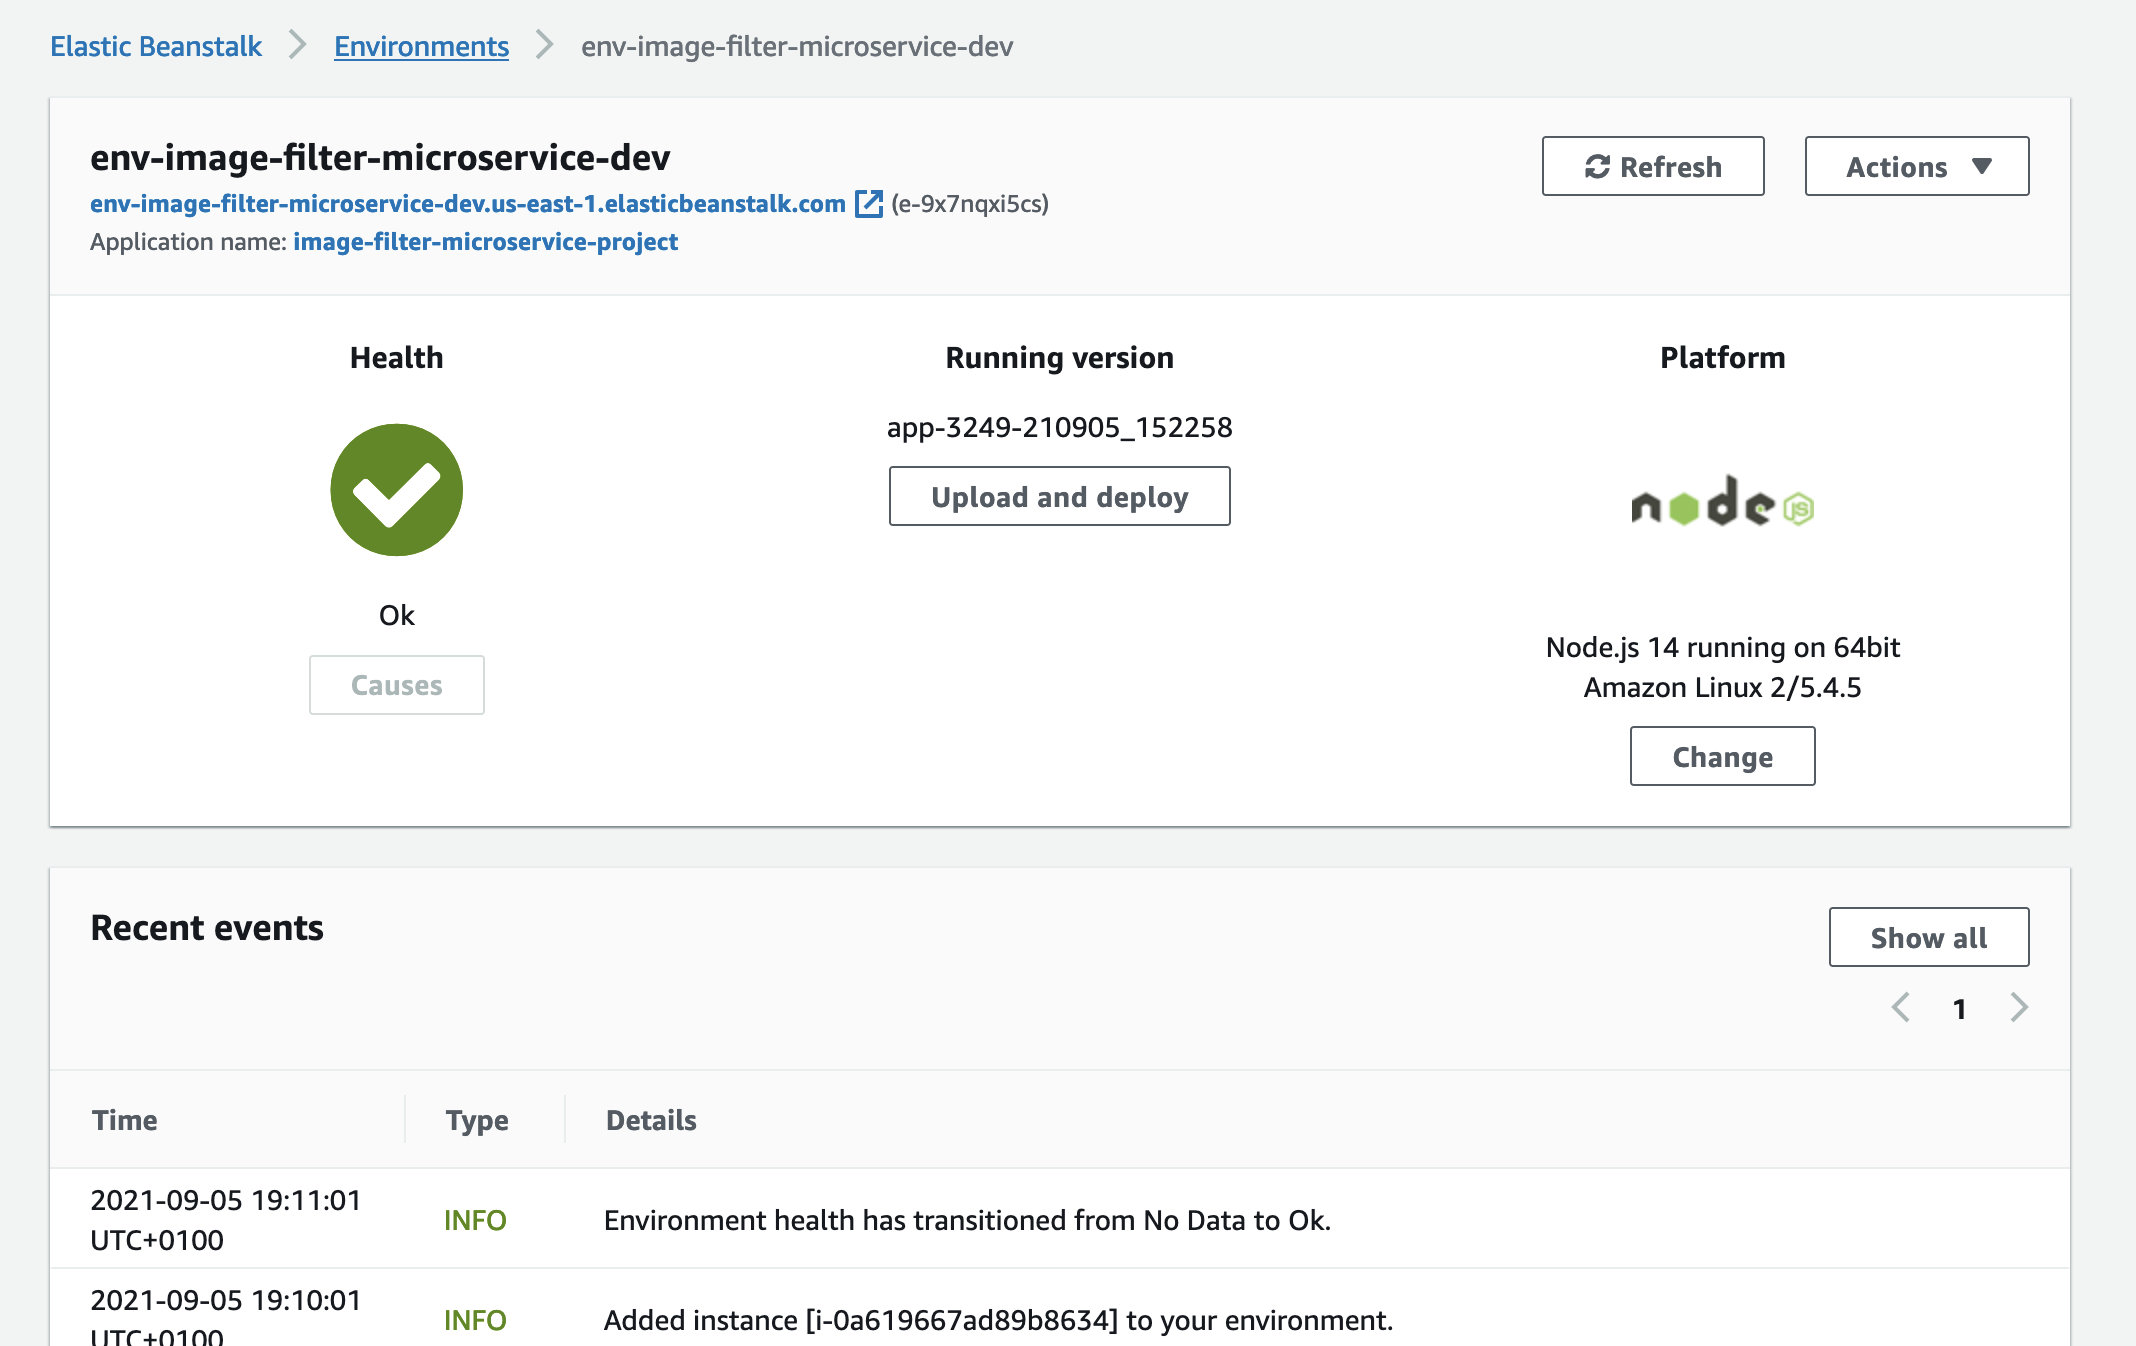 Elastic Beanstalk > Environments > env-image-filter-microservice-dev
env-image-filter-microservice-dev
Refresh
Actions
env-image-filter-microservice-dev.us-east-1.elasticbeanstalk.com (e-9x7nqxi5cs)
Application name: image-filter-microservice-project
Health
Ok
Causes
Running version
app-3249-210905_152258
Upload and deploy
Platform
node JS
Node.js 14 running on 64bit
Amazon Linux 2/5.4.5
Change
Recent events
Show all
1
Time Type Details
2021-09-05 19:11:01
UTC+0100
INFO
Environment health has transitioned from No Data to Ok.
2021-09-05 19:10:01
UTC+0100
INFO
Added instance [i-0a619667ad89b8634] to your environment.